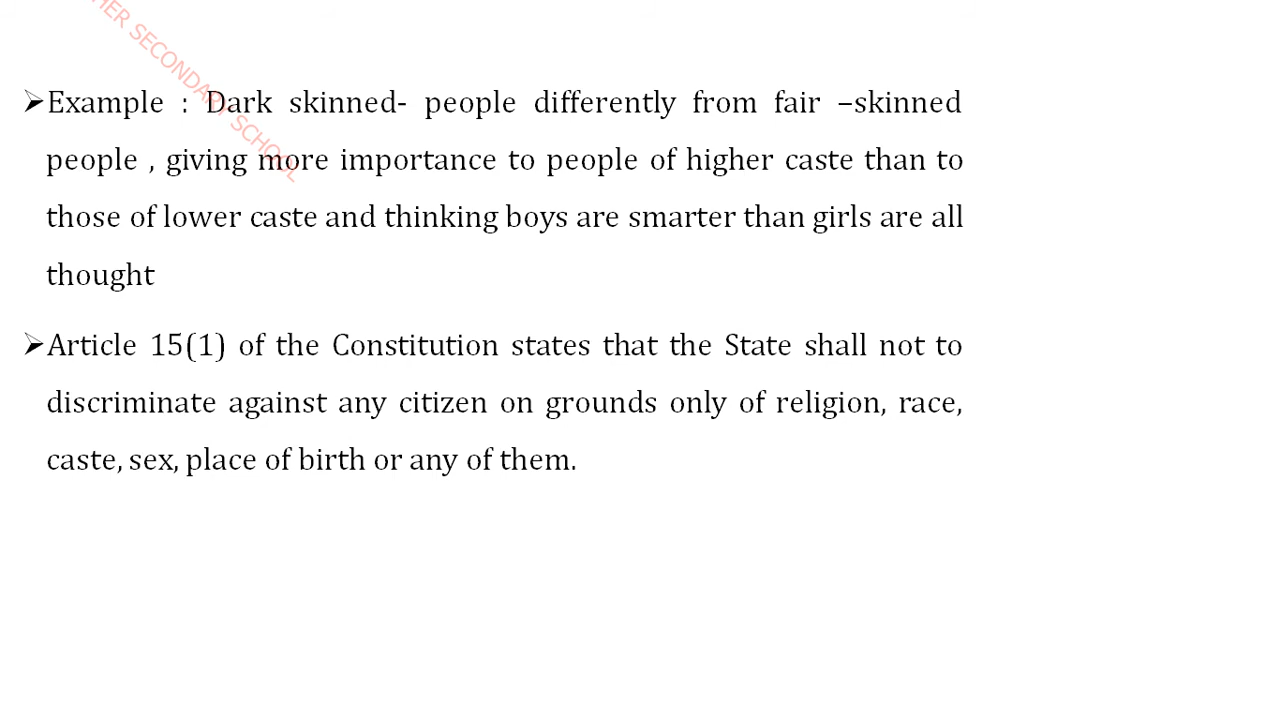 HER SECONDARY SCHOOL
➢Example : Dark skinned- people differently from fair –skinned
people , giving more importance to people of higher caste than to
those of lower caste and thinking boys are smarter than girls are all
thought
➢Article 15(1) of the Constitution states that the State shall not to
discriminate against any citizen on grounds only of religion, race,
caste, sex, place of birth or any of them.